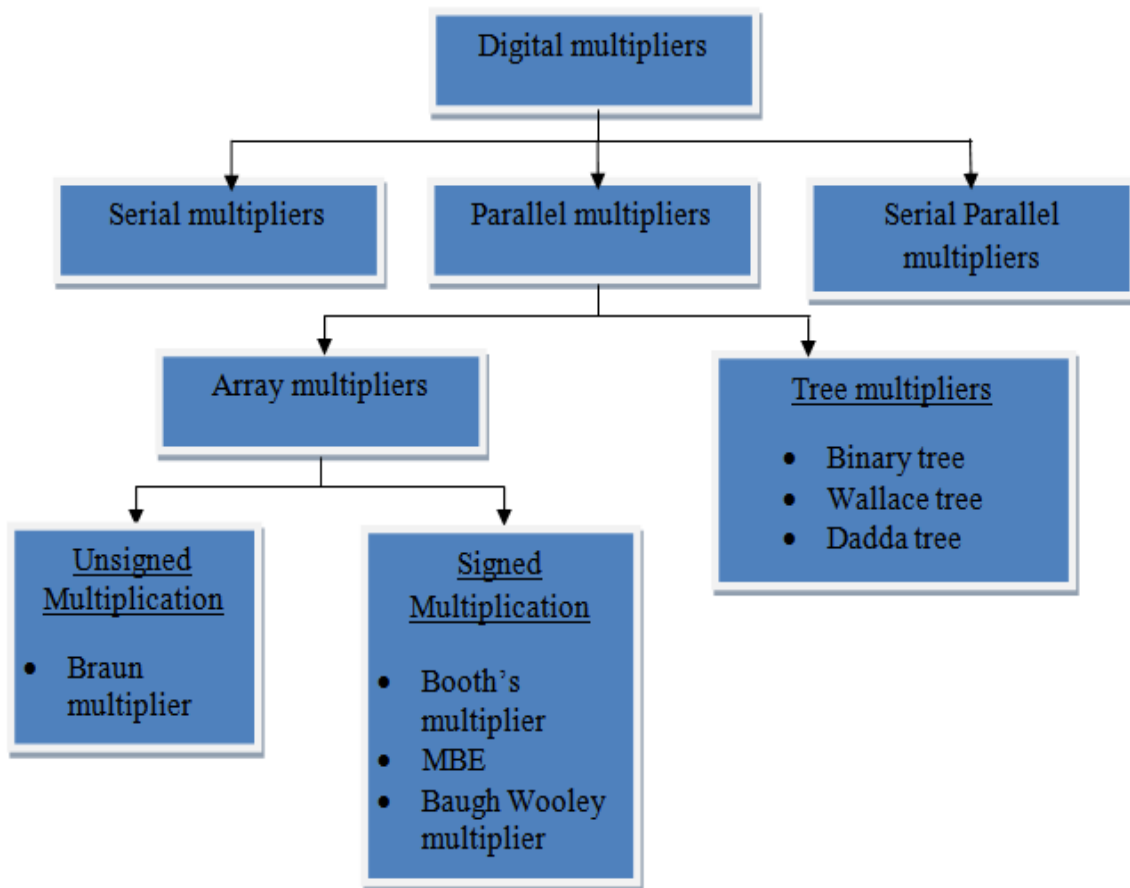 Digital multipliers
Serial multipliers
Parallel multipliers
Serial Parallel
multipliers
Array multipliers
Tree multipliers
• Binary tree
• Wallace tree
• Dadda tree
Unsigned
Multiplication
• Braun
multiplier
Signed
Multiplication
• Booth’s
multiplier
• MBE
• Baugh Wooley
multiplier